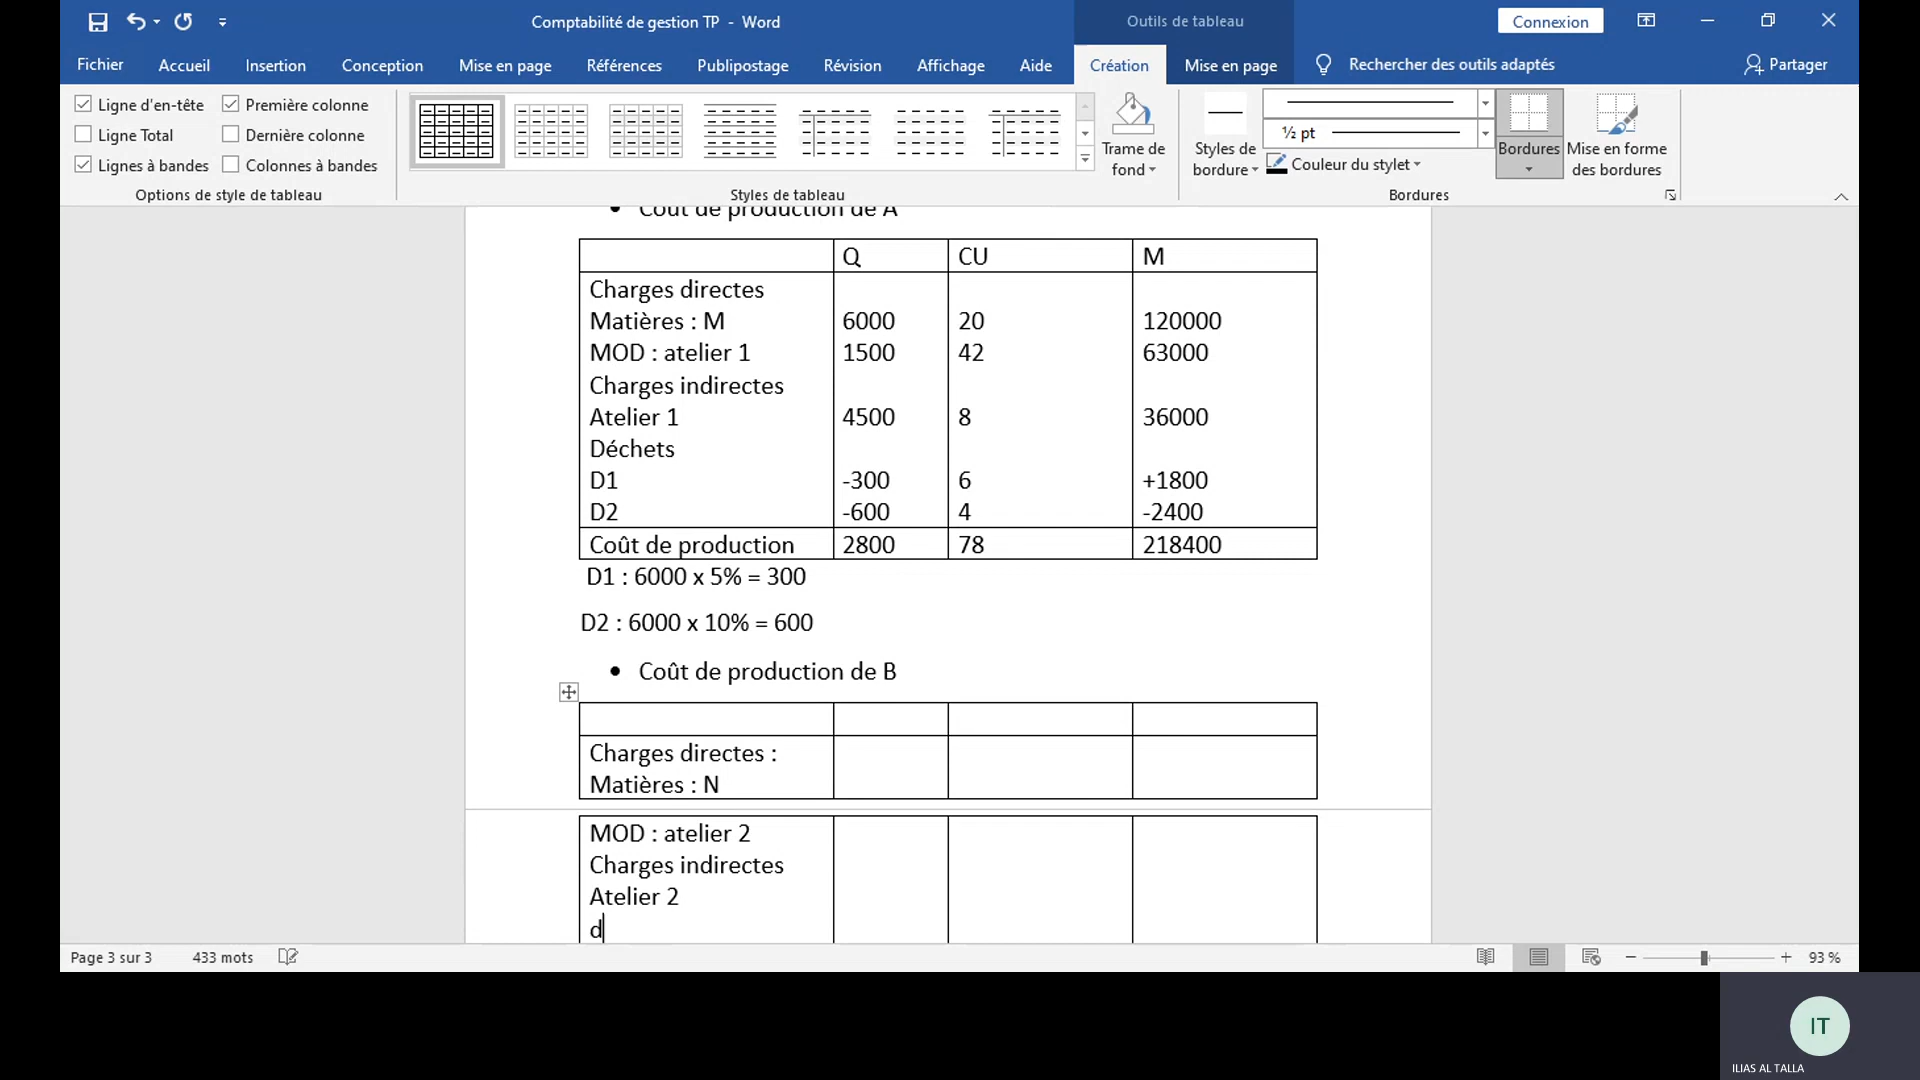 Comptabilité de gestion TP - Word
Outils de tableau
Connexion
Fichier Accueil Insertion Conception Mise en page Références Publipostage Révision Affichage Aide Création Mise en page Rechercher des outils adaptés Partager
Ligne d'en-tête Première colonne
Ligne Total Dernière colonne
Lignes à bandes Colonnes à bandes
Options de style de tableau
Styles de tableau
Trame de fond
Styles de bordure
½ pt
Couleur du stylet
Bordures
Mise en forme des bordures
Bordures
• Coût de production de A
Q CU M
Charges directes
Matières : M 6000 20 120000
MOD : atelier 1 1500 42 63000
Charges indirectes
Atelier 1 4500 8 36000
Déchets
D1 -300 6 +1800
D2 -600 4 -2400
Coût de production 2800 78 218400
D1 : 6000 x 5% = 300
D2 : 6000 x 10% = 600
• Coût de production de B
Charges directes :
Matières : N
MOD : atelier 2
Charges indirectes
Atelier 2
d
Page 3 sur 3 433 mots 93 %
IT
ILIAS AL TALLA